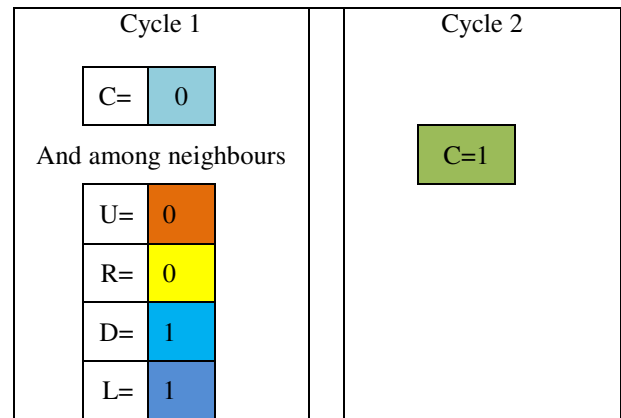 Cycle 1 Cycle 2
C= 0
And among neighbours
C=1
U= 0
R= 0
D= 1
L= 1